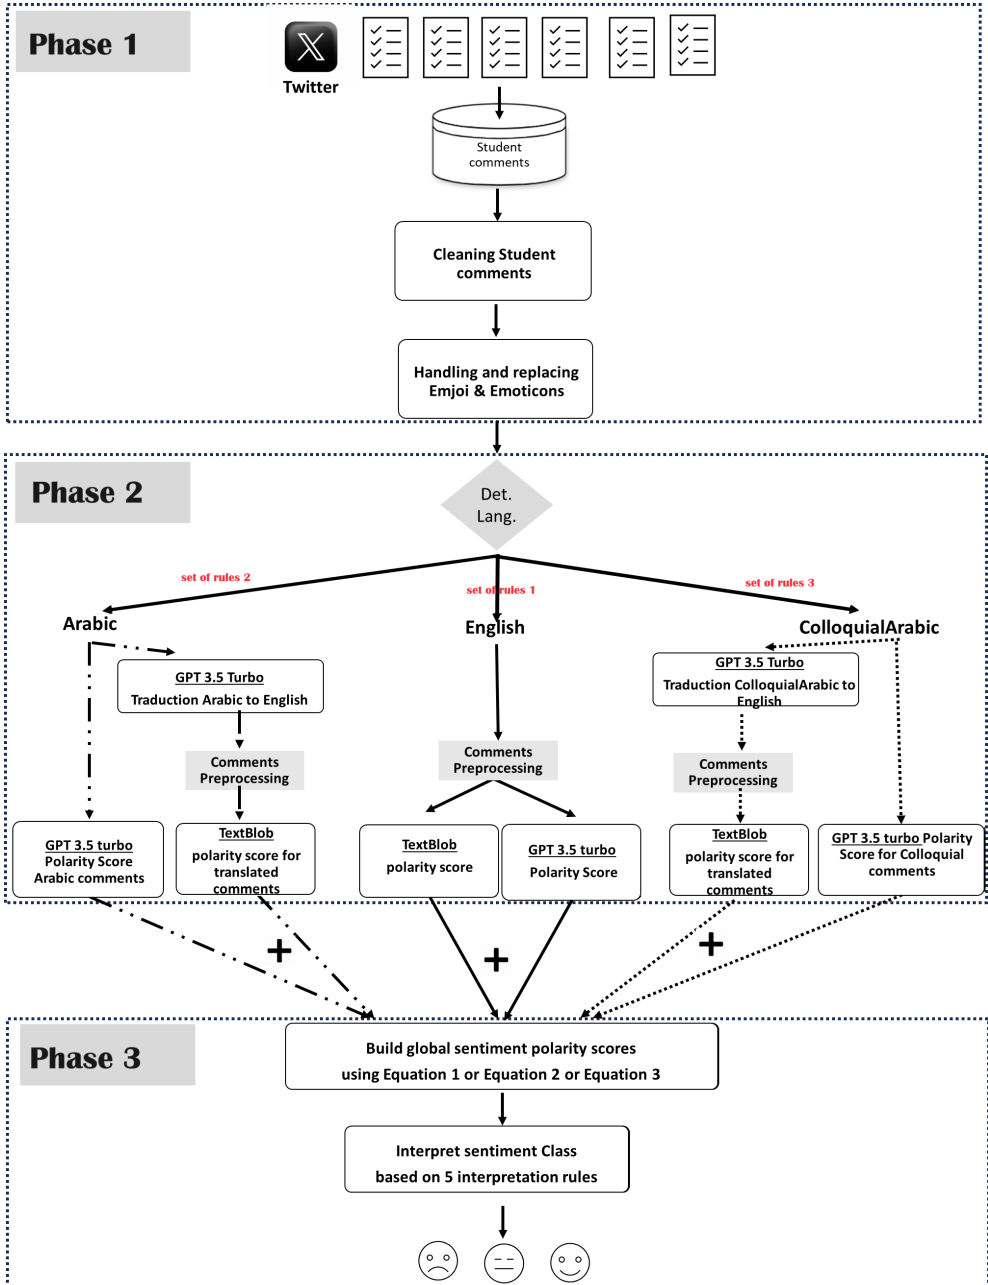 Phase 1
Twitter
Student
comments
Cleaning Student
comments
Handling and replacing
Emjoi & Emoticons
Phase 2
Det.
Lang.
set of rules 2
set of rules 1
set of rules 3
Arabic
English
ColloquialArabic
GPT 3.5 Turbo
Traduction Arabic to English
GPT 3.5 Turbo
Traduction ColloquialArabic to
English
Comments
Preprocessing
Comments
Preprocessing
Comments
Preprocessing
GPT 3.5 turbo
Polarity Score
Arabic comments
TextBlob
polarity score for
translated
comments
TextBlob
polarity score
GPT 3.5 turbo
Polarity Score
TextBlob
polarity score for
translated
comments
GPT 3.5 turbo Polarity
Score for Colloquial
comments
+
+
+
Phase 3
Build global sentiment polarity scores
using Equation 1 or Equation 2 or Equation 3
Interpret sentiment Class
based on 5 interpretation rules